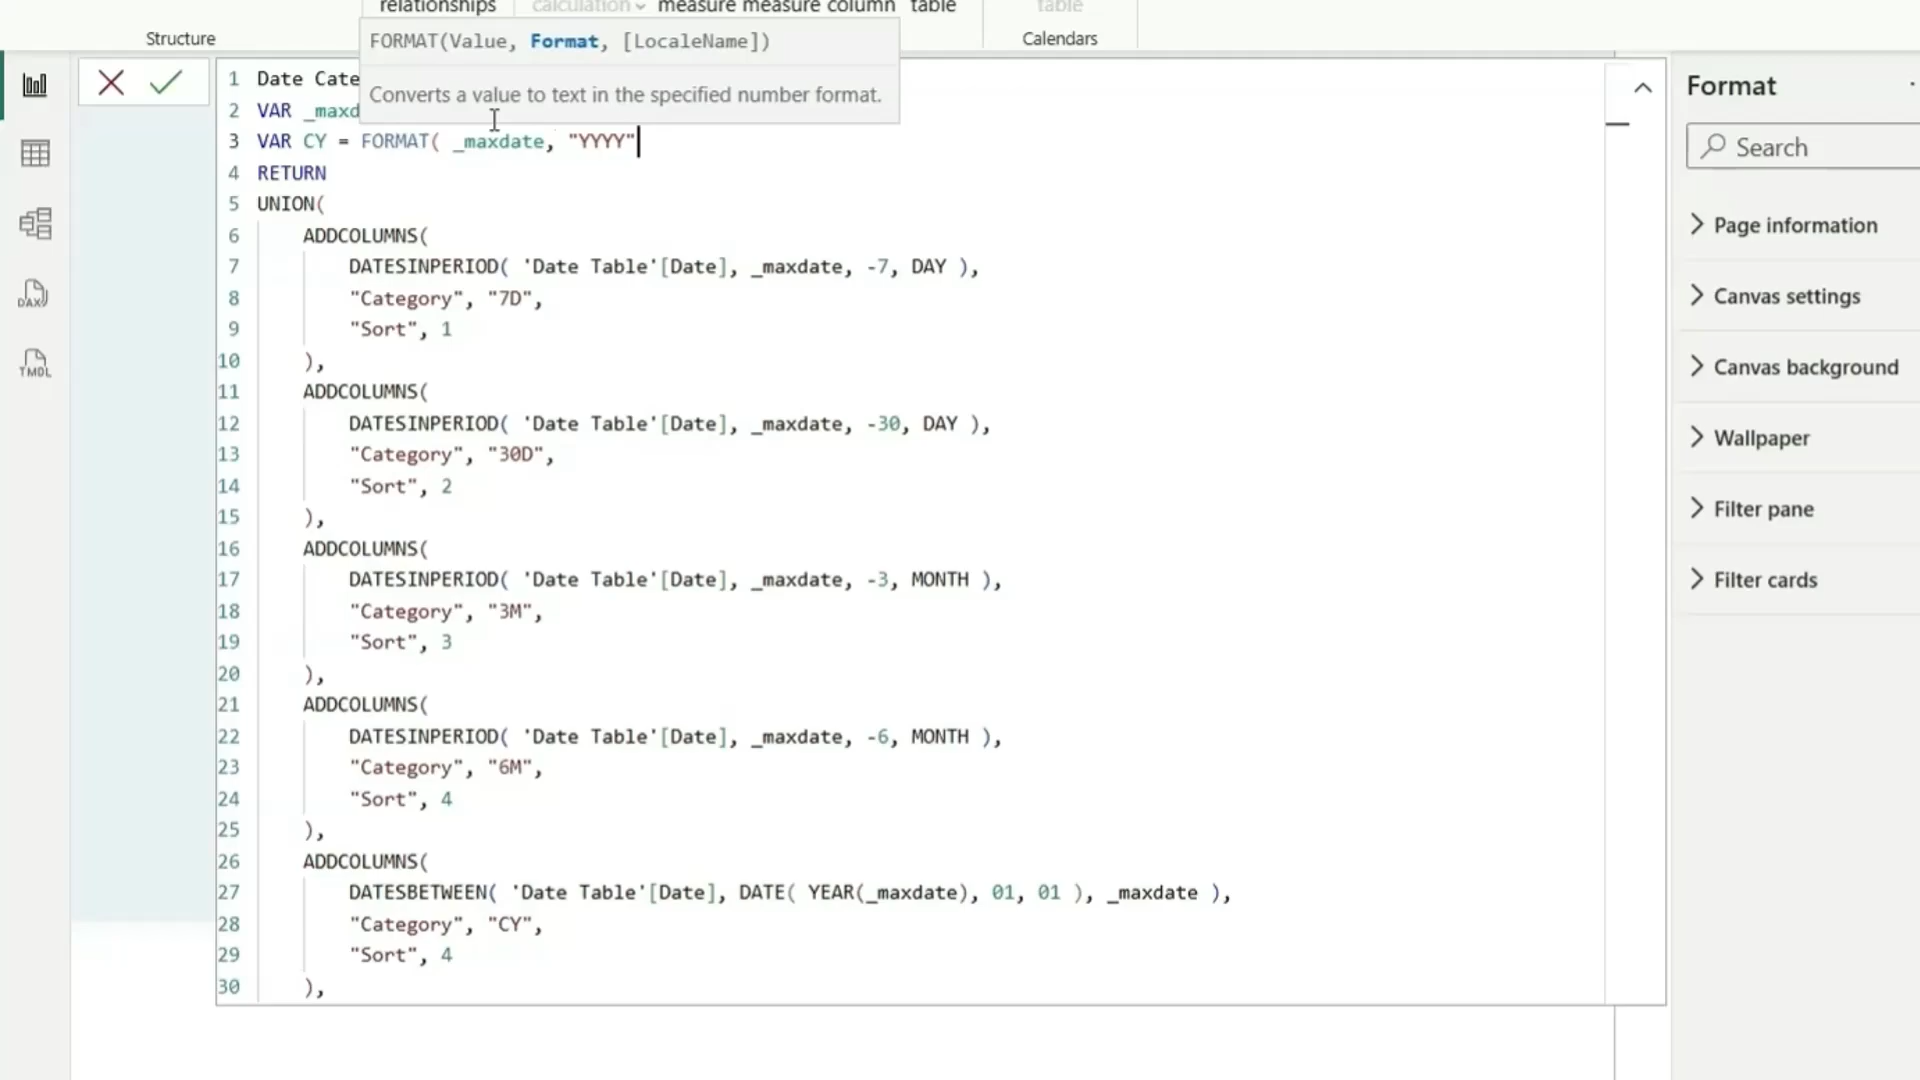 relationships calculation measure measure column table table
Structure Calendars
FORMAT(Value, Format, [LocaleName])
Converts a value to text in the specified number format.
1 Date Cate
2 VAR _maxd
3 VAR CY = FORMAT( _maxdate, "YYYY"
4 RETURN
5 UNION(
6 ADDCOLUMNS(
7 DATESINPERIOD( 'Date Table'[Date], _maxdate, -7, DAY ),
8 "Category", "7D",
9 "Sort", 1
10 ),
11 ADDCOLUMNS(
12 DATESINPERIOD( 'Date Table'[Date], _maxdate, -30, DAY ),
13 "Category", "30D",
14 "Sort", 2
15 ),
16 ADDCOLUMNS(
17 DATESINPERIOD( 'Date Table'[Date], _maxdate, -3, MONTH ),
18 "Category", "3M",
19 "Sort", 3
20 ),
21 ADDCOLUMNS(
22 DATESINPERIOD( 'Date Table'[Date], _maxdate, -6, MONTH ),
23 "Category", "6M",
24 "Sort", 4
25 ),
26 ADDCOLUMNS(
27 DATESBETWEEN( 'Date Table'[Date], DATE( YEAR(_maxdate), 01, 01 ), _maxdate ),
28 "Category", "CY",
29 "Sort", 4
30 ),
DAX
TMDL
Format
Search
Page information
Canvas settings
Canvas background
Wallpaper
Filter pane
Filter cards